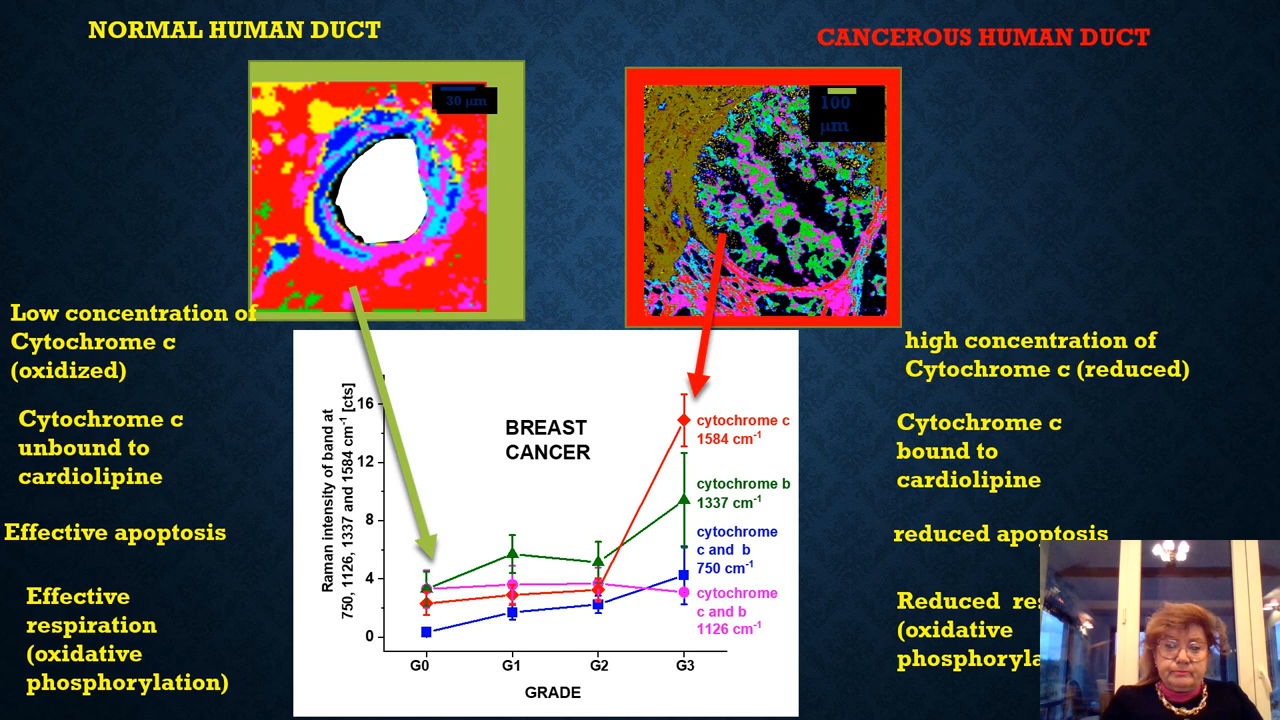 NORMAL HUMAN DUCT
CANCEROUS HUMAN DUCT
30 µm
100
µm
Low concentration of
Cytochrome c
(oxidized)
Cytochrome c
unbound to
cardiolipine
Effective apoptosis
Effective
respiration
(oxidative
phosphorylation)
Raman intensity of band at
750, 1126, 1337 and 1584 cm-1 [cts]
16
12
8
4
0
BREAST
CANCER
cytochrome c
1584 cm-1
cytochrome b
1337 cm-1
cytochrome
c and b
750 cm-1
cytochrome
c and b
1126 cm-1
G0 G1 G2 G3
GRADE
high concentration of
Cytochrome c (reduced)
Cytochrome c
bound to
cardiolipine
reduced apoptosis
Reduced
(oxidative